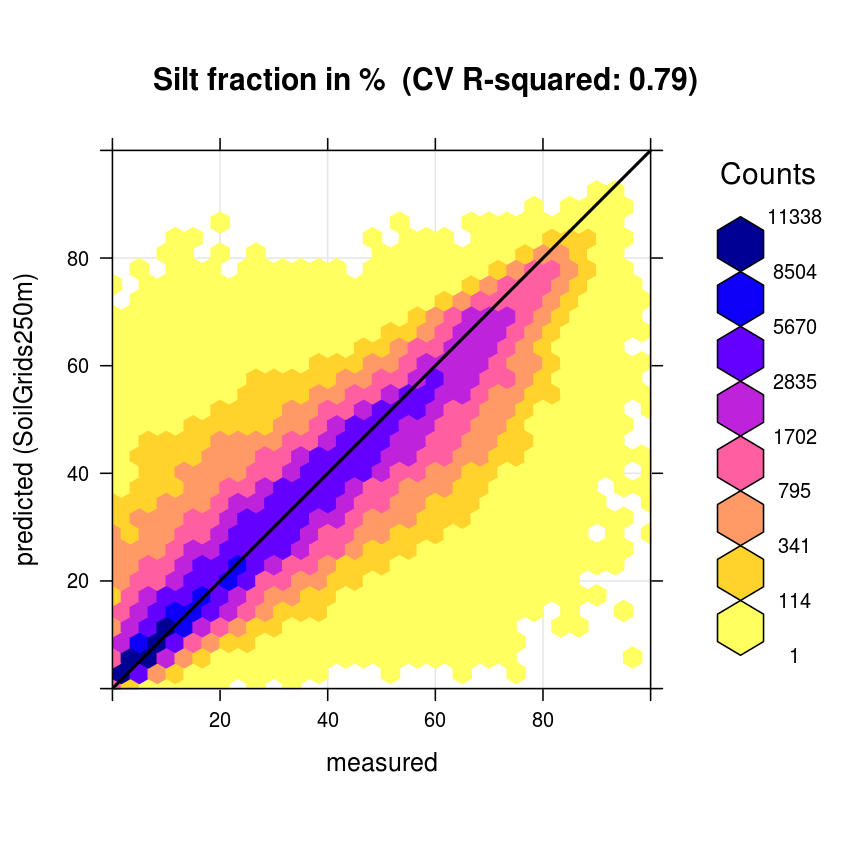 Silt fraction in % (CV R-squared: 0.79)
Counts
11338
8504
5670
2835
1702
795
341
114
1
predicted (SoilGrids250m)
80
60
40
20
20 40 60 80
measured